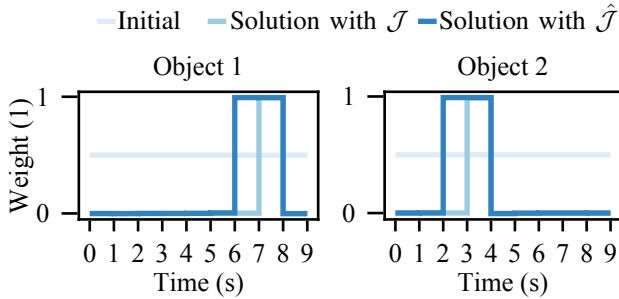 Initial Solution with 𝒥 Solution with 𝒥̂
Object 1 Object 2
Weight (1)
1 1
0 0
0 1 2 3 4 5 6 7 8 9 0 1 2 3 4 5 6 7 8 9
Time (s) Time (s)